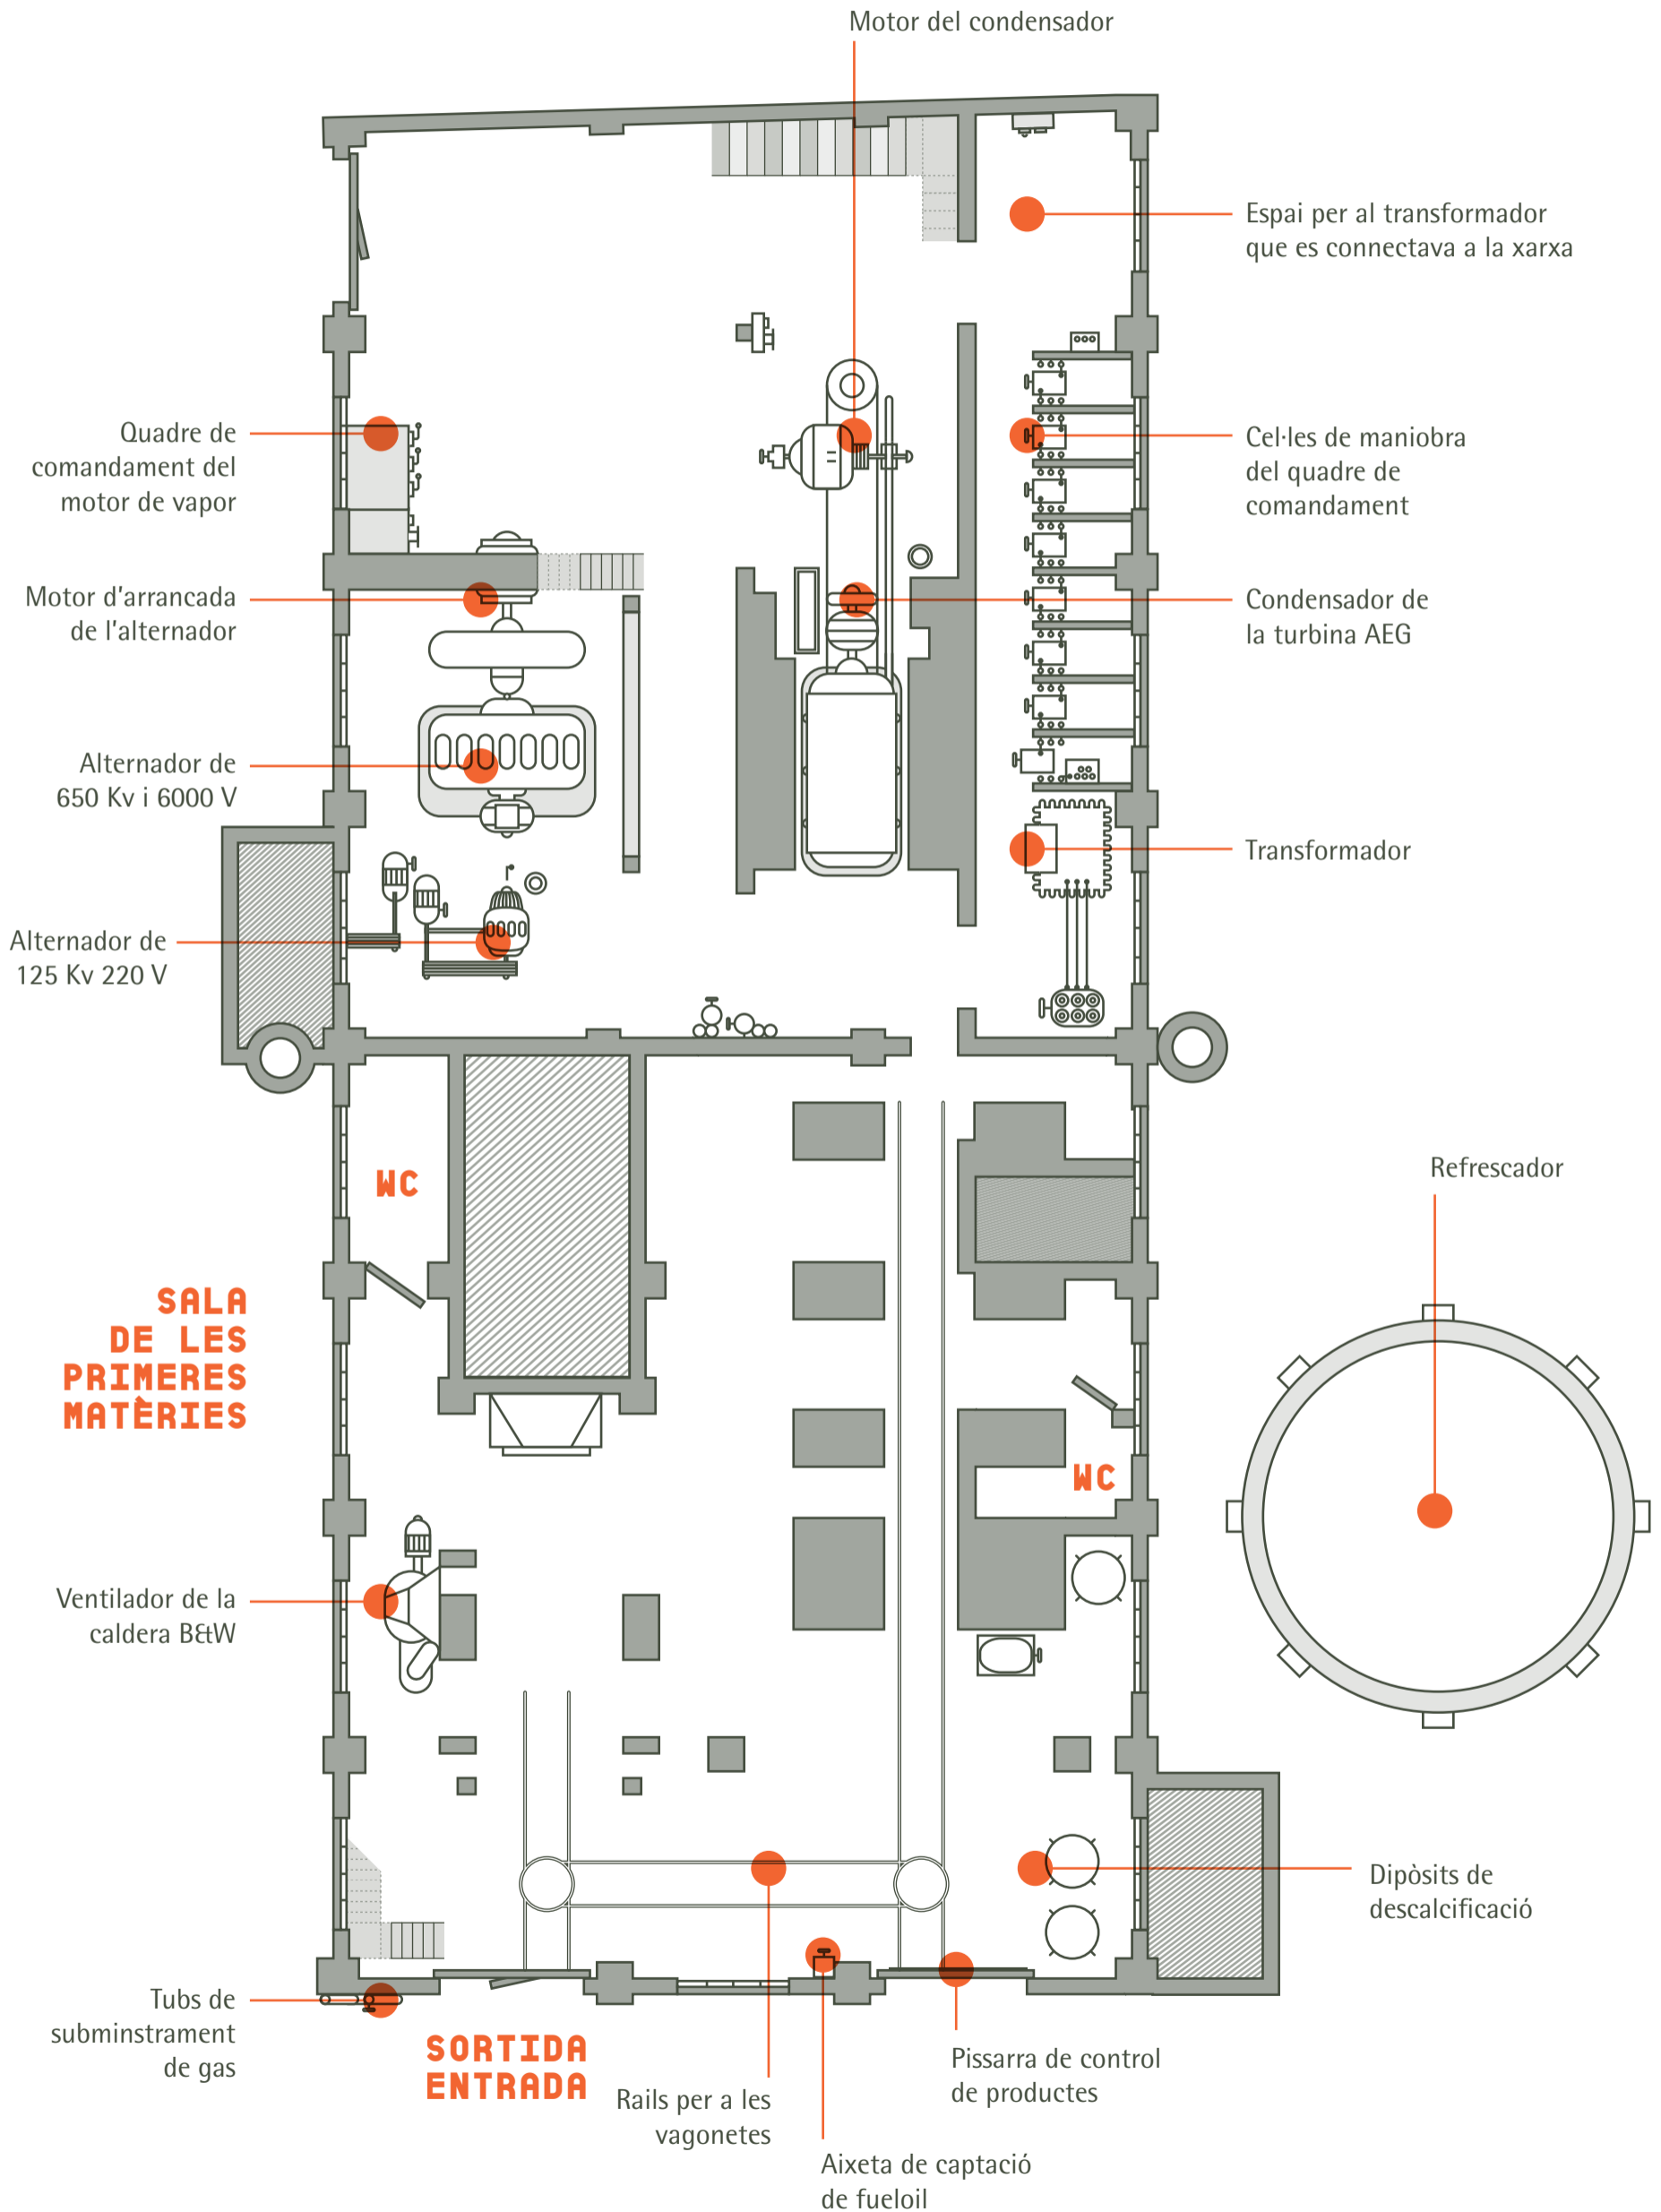 Motor del condensador
Espai per al transformador
que es connectava a la xarxa
Quadre de
comandament del
motor de vapor
Cel·les de maniobra
del quadre de
comandament
Motor d'arrancada
de l'alternador
Condensador de
la turbina AEG
Alternador de
650 Kv i 6000 V
Transformador
Alternador de
125 Kv 220 V
WC
Refrescador
SALA
DE LES
PRIMERES
MATÈRIES
WC
Ventilador de la
caldera B&W
Dipòsits de
descalcificació
Tubs de
subminstrament
de gas
SORTIDA
ENTRADA
Rails per a les
vagonetes
Pissarra de control
de productes
Aixeta de captació
de fueloil